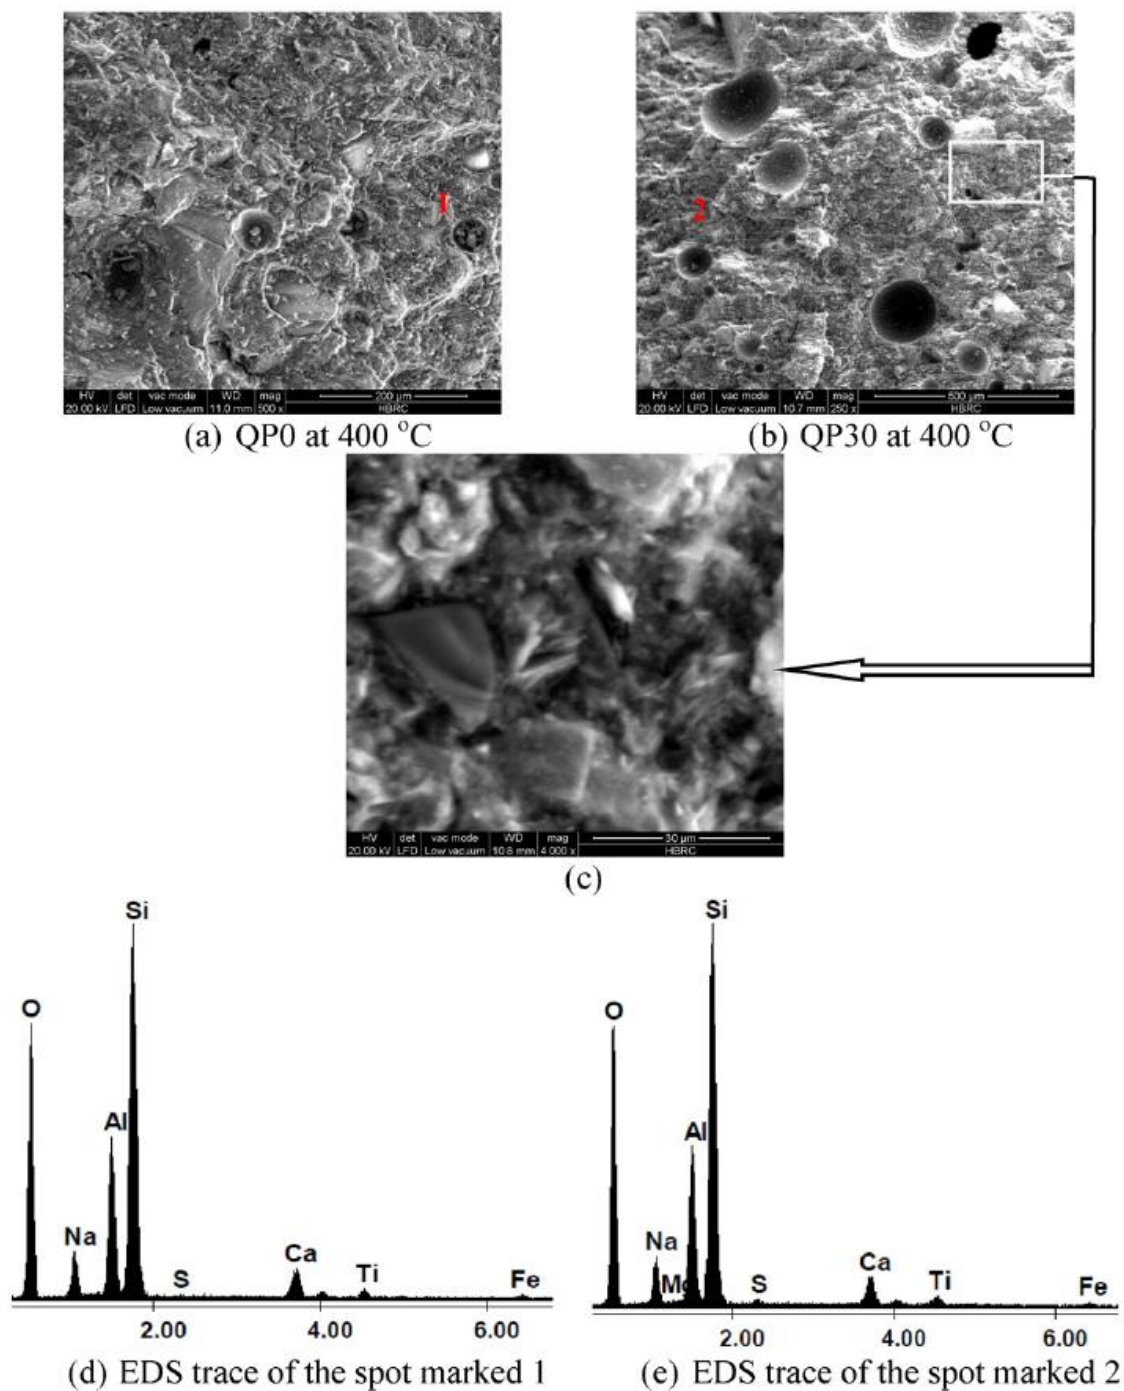 1
2
HV det vac mode WD mag 200 µm
20.00 kV LFD Low vacuum 11.0 mm 500 x HBRC
HV det vac mode WD mag 500 µm
20.00 kV LFD Low vacuum 10.7 mm 250 x HBRC
(a) QP0 at 400 °C
(b) QP30 at 400 °C
HV det vac mode WD mag 30 µm
20.00 kV LFD Low vacuum 10.8 mm 4 000 x HBRC
(c)
Si
O
Al
Na
S
Ca
Ti
Fe
2.00 4.00 6.00
(d) EDS trace of the spot marked 1
Si
O
Al
Na
Mg
S
Ca
Ti
Fe
2.00 4.00 6.00
(e) EDS trace of the spot marked 2